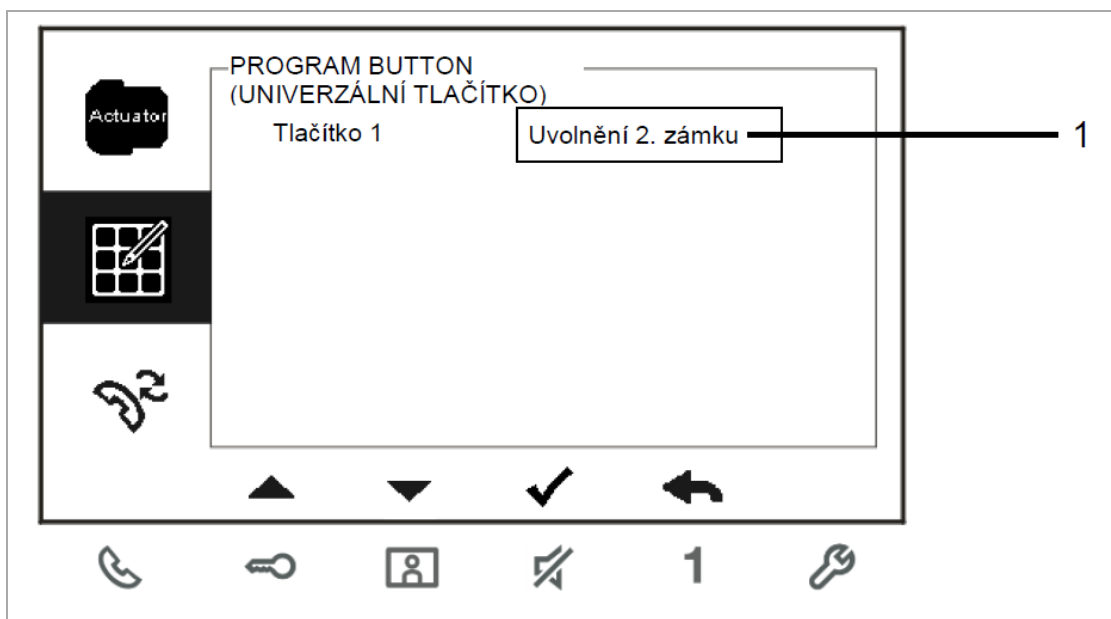 PROGRAM BUTTON
(UNIVERZÁLNÍ TLAČÍTKO)
Actuator
Tlačítko 1
Uvolnění 2. zámku
1
1